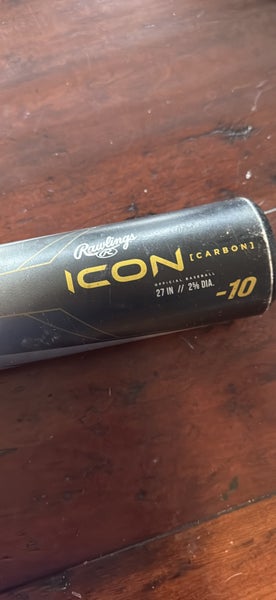 Rawlings
R
ICON [CARBON]
OFFICIAL BASEBALL
27 IN // 2⅝ DIA.
-10